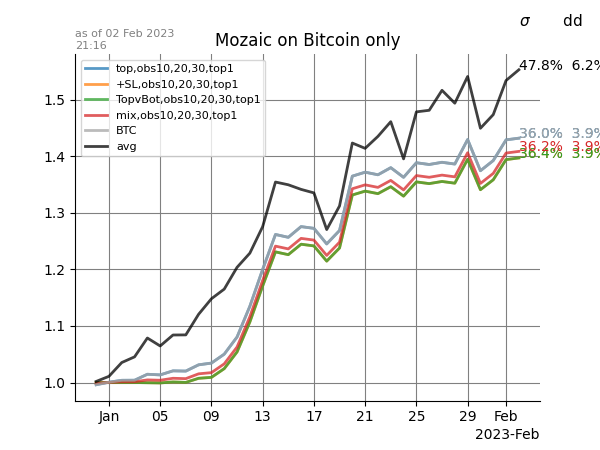 σ dd
as of 02 Feb 2023
21:16
Mozaic on Bitcoin only
top,obs10,20,30,top1
+SL,obs10,20,30,top1
TopvBot,obs10,20,30,top1
mix,obs10,20,30,top1
BTC
avg
47.8% 6.2%
36.0% 3.9%
36.2% 3.9%
36.4% 3.9%
1.5
1.4
1.3
1.2
1.1
1.0
Jan 05 09 13 17 21 25 29 Feb
2023-Feb